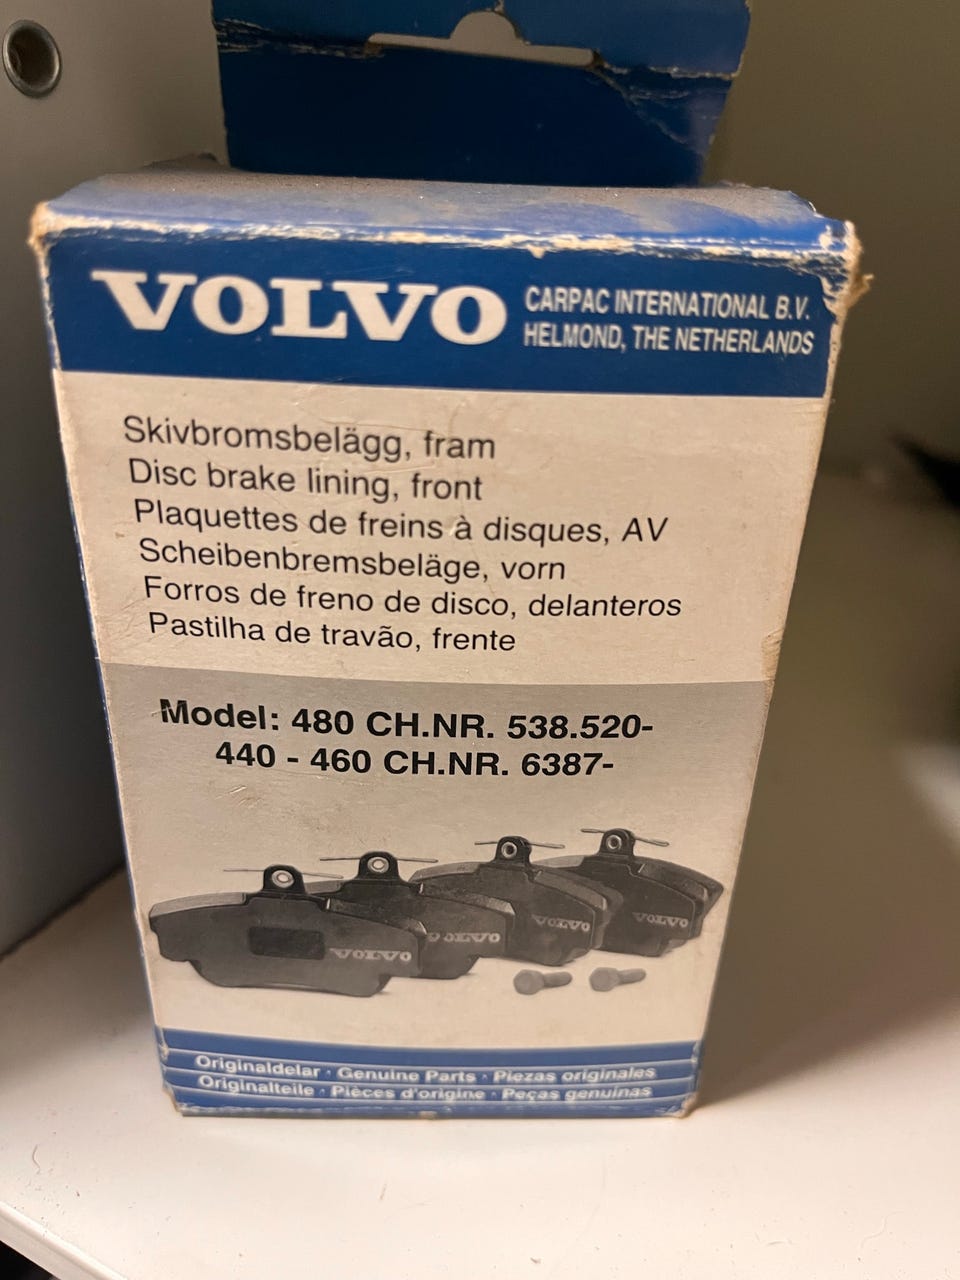 VOLVO
CARPAC INTERNATIONAL B.V.
HELMOND, THE NETHERLANDS
Skivbromsbelägg, fram
Disc brake lining, front
Plaquettes de freins à disques, AV
Scheibenbremsbeläge, vorn
Forros de freno de disco, delanteros
Pastilha de travão, frente
Model: 480 CH.NR. 538.520-
440 - 460 CH.NR. 6387-
VOLVO
VOLVO
VOLVO
VOLVO
Originaldelar · Genuine Parts · Piezas originales
Originalteile · Pièces d'origine · Peças genuinas